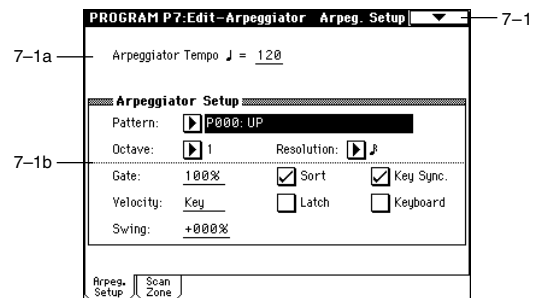 PROGRAM P7:Edit-Arpeggiator Arpeg. Setup
7–1
7–1a
Arpeggiator Tempo ♩ = 120
Arpeggiator Setup
Pattern: P000: UP
Octave: 1 Resolution: ♪
7–1b
Gate: 100% Sort Key Sync.
Velocity: Key Latch Keyboard
Swing: +000%
Arpeg. Setup
Scan Zone